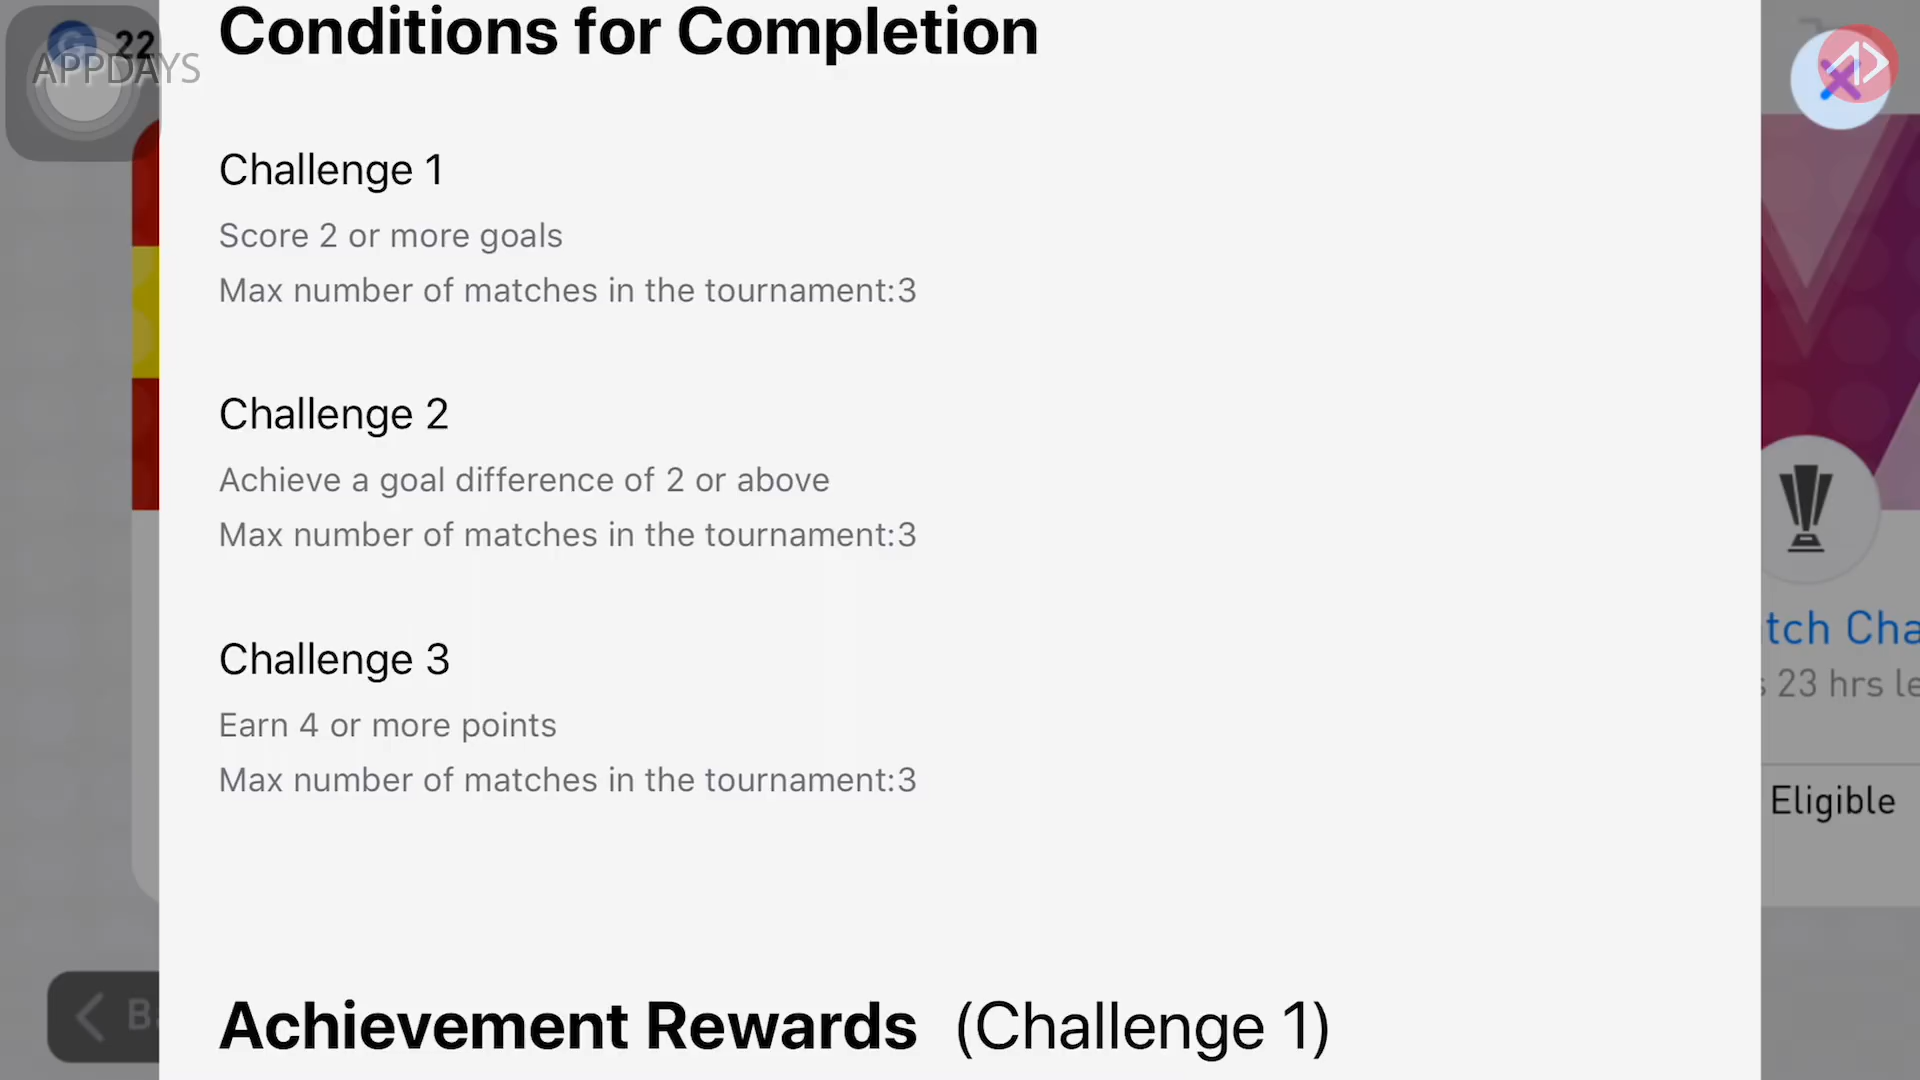 22
APPDAYS
Conditions for Completion
Challenge 1
Score 2 or more goals
Max number of matches in the tournament:3
Challenge 2
Achieve a goal difference of 2 or above
Max number of matches in the tournament:3
Challenge 3
Earn 4 or more points
Max number of matches in the tournament:3
Achievement Rewards (Challenge 1)
tch Cha
23 hrs le
Eligible
B